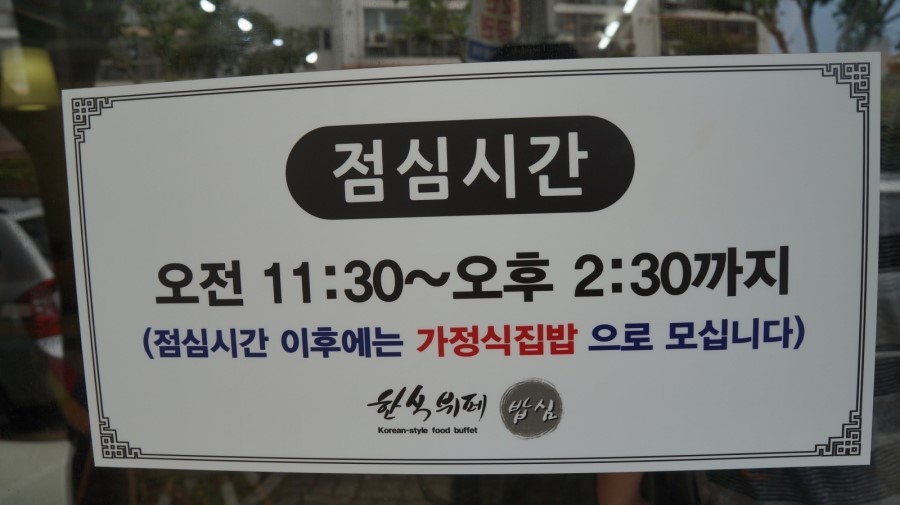 점심시간
오전 11:30~오후 2:30까지
(점심시간 이후에는 가정식집밥 으로 모십니다)
한식뷔페 밥심
Korean-style food buffet